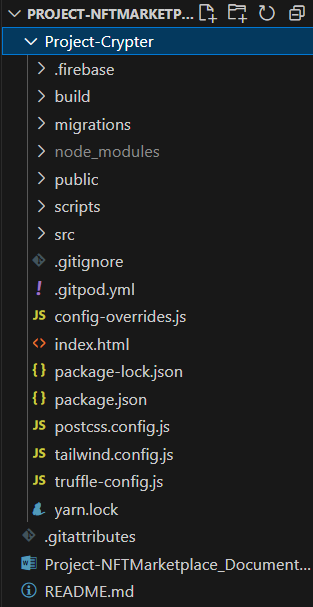 PROJECT-NFTMARKETP...
Project-Crypter
.firebase
build
migrations
node_modules
public
scripts
src
.gitignore
.gitpod.yml
config-overrides.js
index.html
package-lock.json
package.json
postcss.config.js
tailwind.config.js
truffle-config.js
yarn.lock
.gitattributes
Project-NFTMarketplace_Document...
README.md